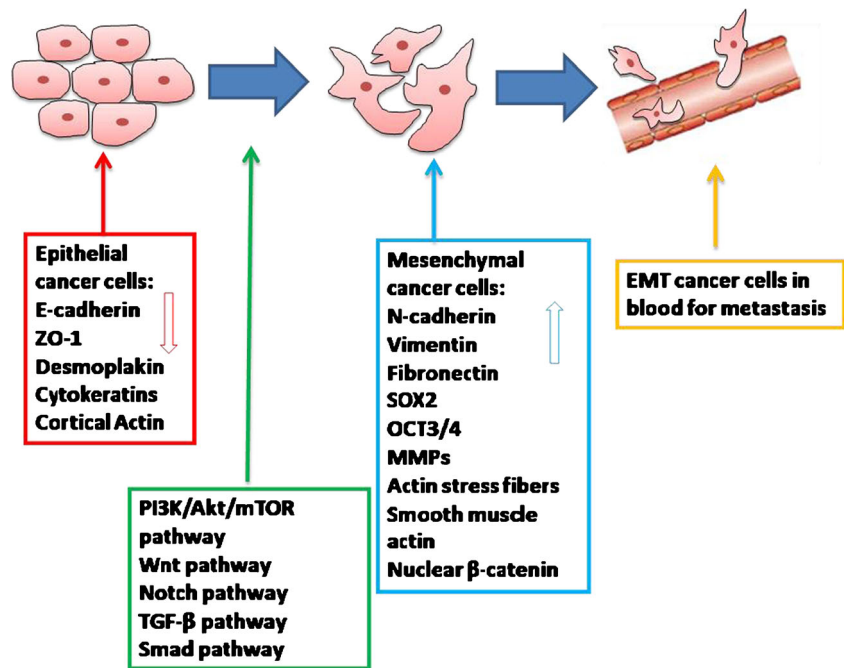 Epithelial
cancer cells:
E-cadherin
ZO-1
Desmoplakin
Cytokeratins
Cortical Actin
PI3K/Akt/mTOR
pathway
Wnt pathway
Notch pathway
TGF-β pathway
Smad pathway
Mesenchymal
cancer cells:
N-cadherin
Vimentin
Fibronectin
SOX2
OCT3/4
MMPs
Actin stress fibers
Smooth muscle
actin
Nuclear β-catenin
EMT cancer cells in
blood for metastasis